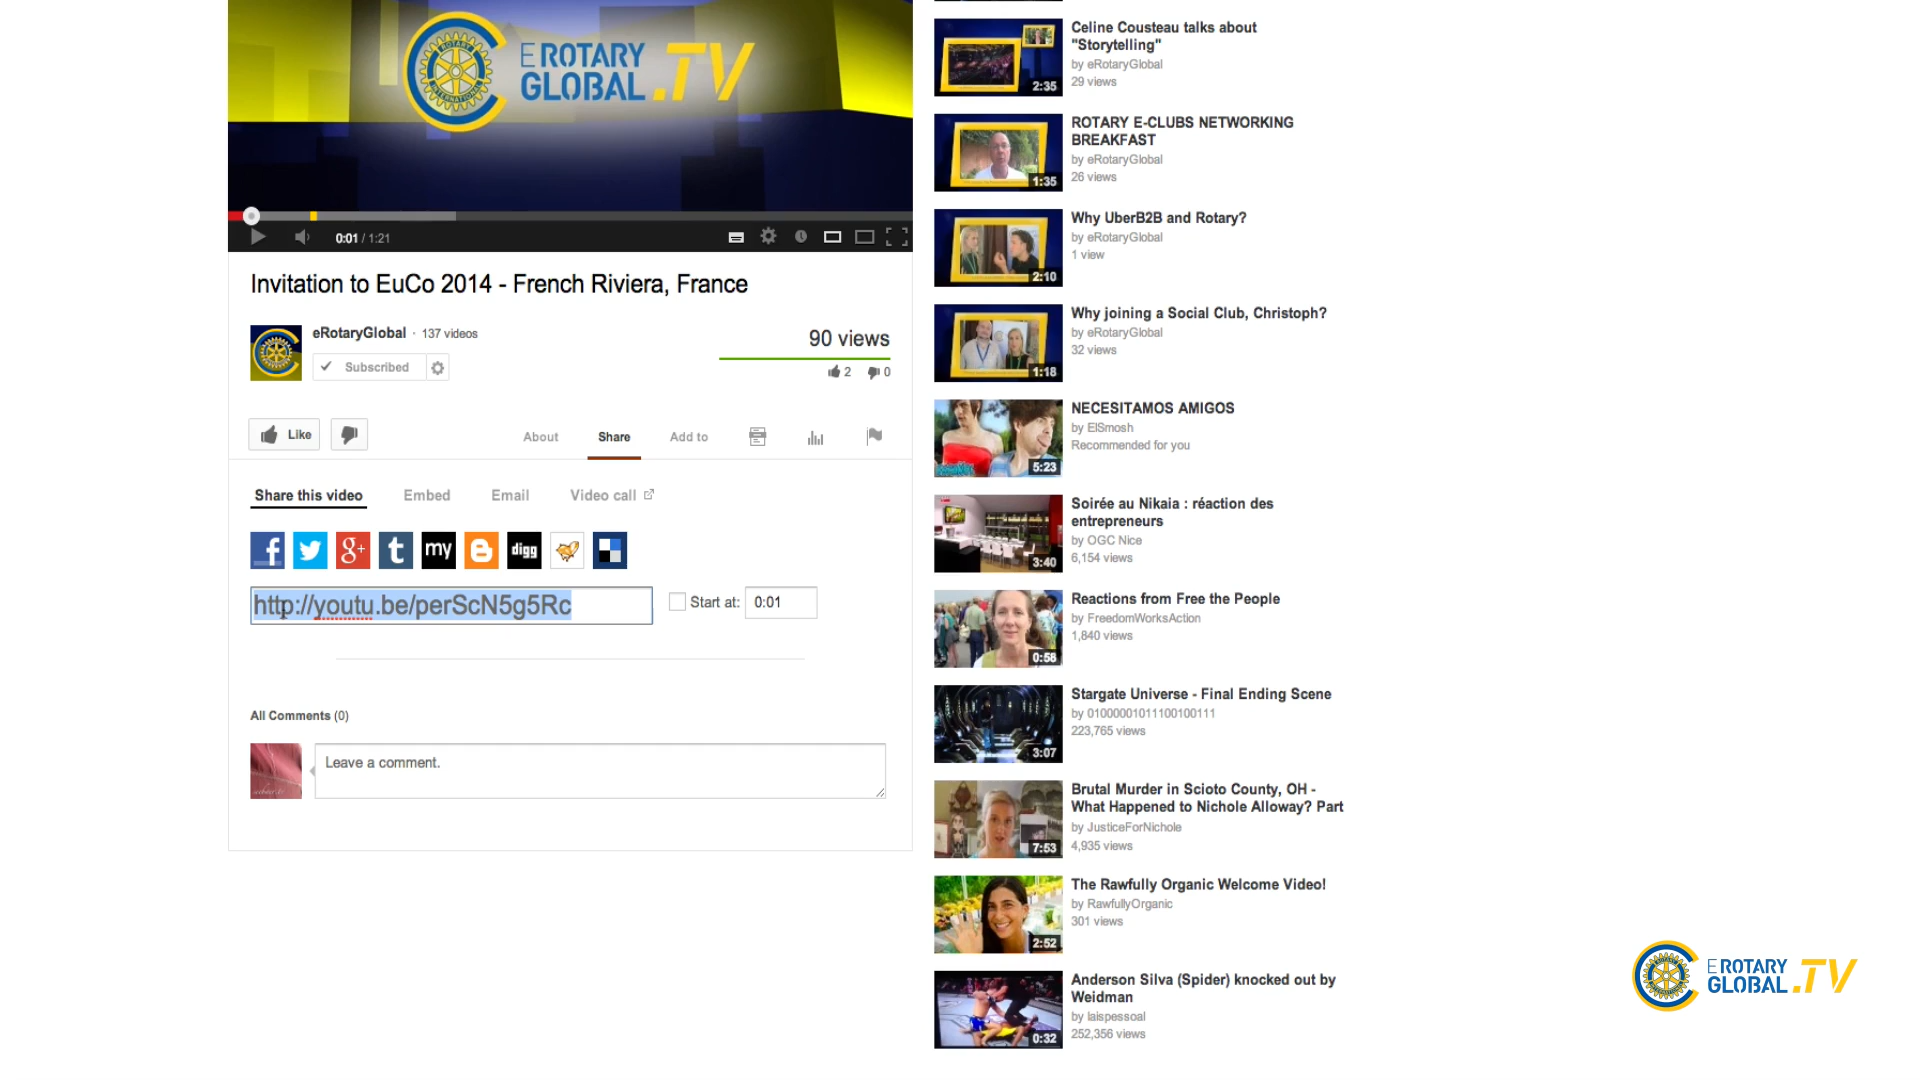 E ROTARY
GLOBAL .TV
0:01 / 1:21
Invitation to EuCo 2014 - French Riviera, France
eRotaryGlobal · 137 videos
Subscribed
90 views
2 0
Like
About Share Add to
Share this video Embed Email Video call
f g+ t my B digg
http://youtu.be/perScN5g5Rc
Start at: 0:01
All Comments (0)
Leave a comment.
2:35
Celine Cousteau talks about
"Storytelling"
by eRotaryGlobal
29 views
1:35
ROTARY E-CLUBS NETWORKING
BREAKFAST
by eRotaryGlobal
26 views
2:10
Why UberB2B and Rotary?
by eRotaryGlobal
1 view
1:18
Why joining a Social Club, Christoph?
by eRotaryGlobal
32 views
5:23
NECESITAMOS AMIGOS
by ElSmosh
Recommended for you
3:40
Soirée au Nikaia : réaction des
entrepreneurs
by OGC Nice
6,154 views
0:58
Reactions from Free the People
by FreedomWorksAction
1,840 views
3:07
Stargate Universe - Final Ending Scene
by 01000001011100100111
223,765 views
7:53
Brutal Murder in Scioto County, OH -
What Happened to Nichole Alloway? Part
by JusticeForNichole
4,935 views
2:52
The Rawfully Organic Welcome Video!
by RawfullyOrganic
301 views
0:32
Anderson Silva (Spider) knocked out by
Weidman
by laispessoal
252,356 views
E ROTARY
GLOBAL .TV